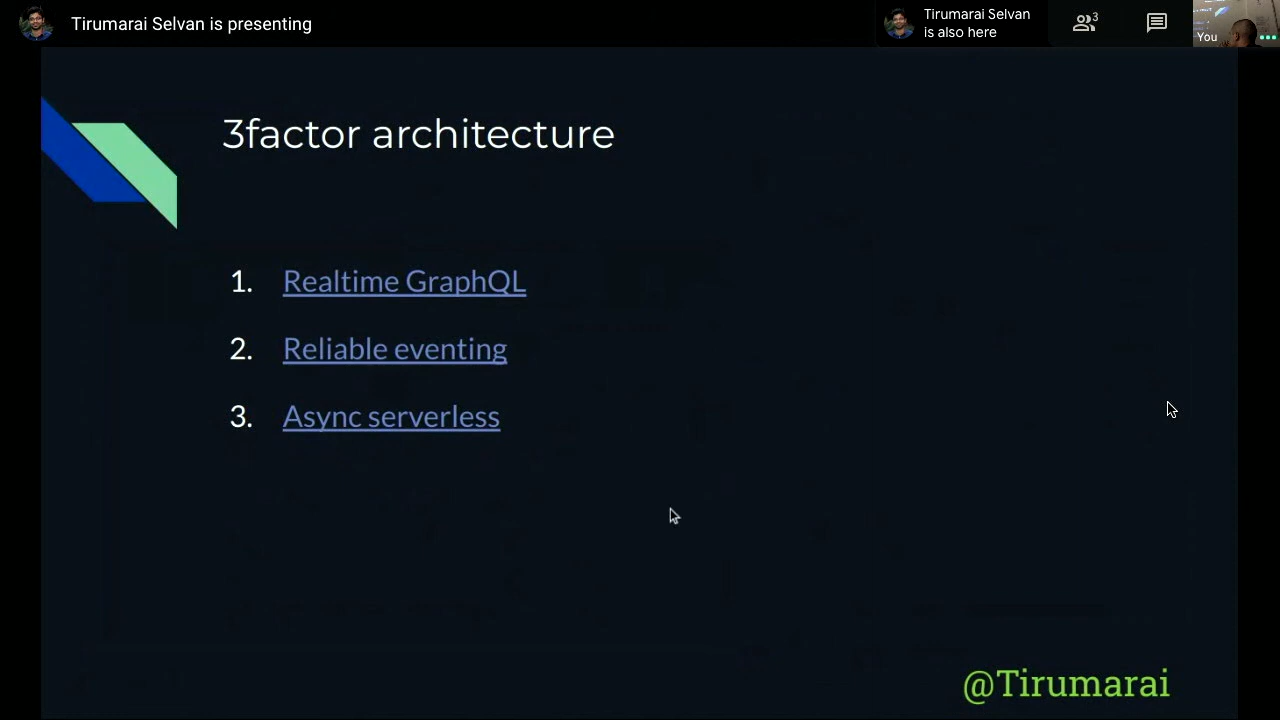 Tirumarai Selvan is presenting
Tirumarai Selvan
is also here
3
You
3factor architecture
1. Realtime GraphQL
2. Reliable eventing
3. Async serverless
@Tirumarai